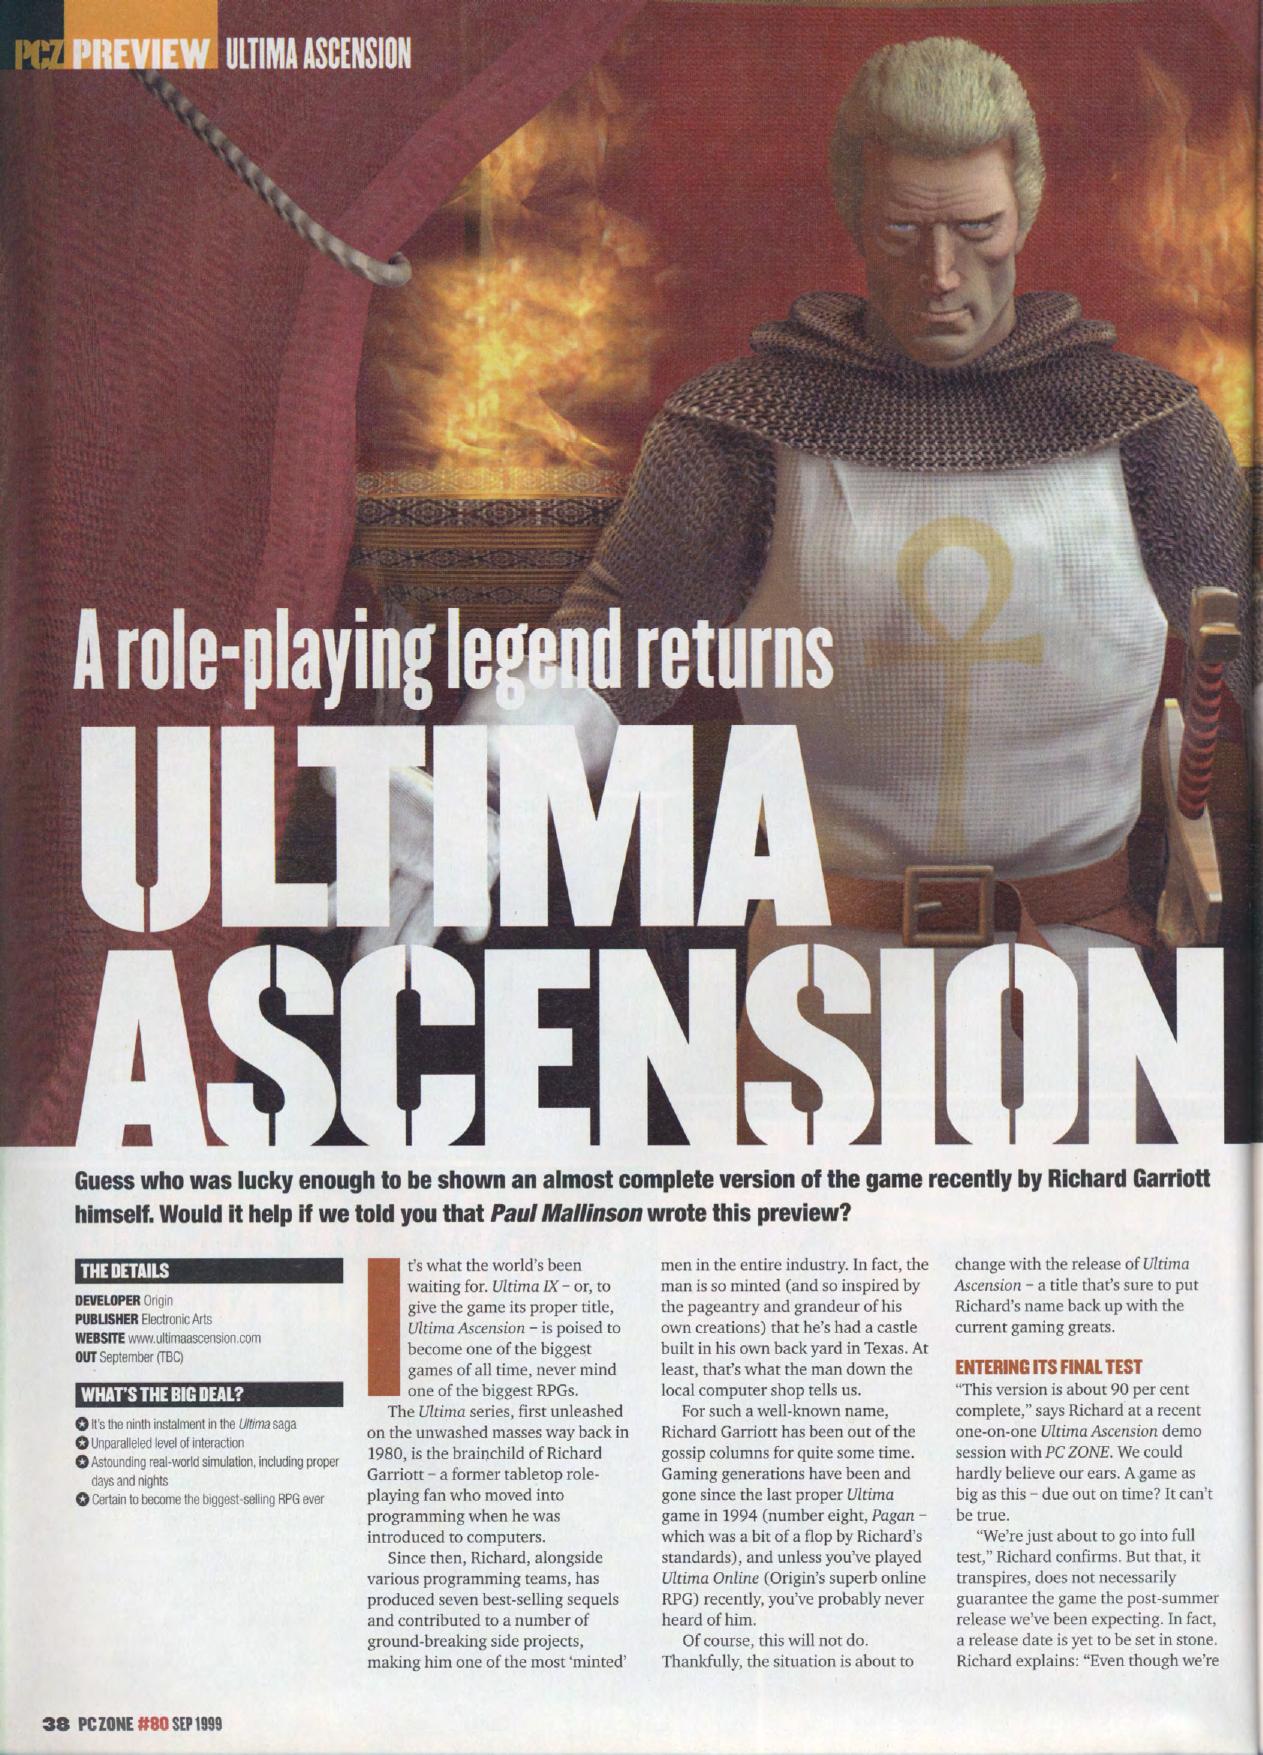 PCZ PREVIEW ULTIMA ASCENSION
A role-playing legend returns
ULTIMA
ASCENSION
Guess who was lucky enough to be shown an almost complete version of the game recently by Richard Garriott
himself. Would it help if we told you that Paul Mallinson wrote this preview?
THE DETAILS
DEVELOPER Origin
PUBLISHER Electronic Arts
WEBSITE www.ultimaascension.com
OUT September (TBC)
WHAT'S THE BIG DEAL?
It's the ninth instalment in the Ultima saga
Unparalleled level of interaction
Astounding real-world simulation, including proper
days and nights
Certain to become the biggest-selling RPG ever
It's what the world's been
waiting for. Ultima IX – or, to
give the game its proper title,
Ultima Ascension – is poised to
become one of the biggest
games of all time, never mind
one of the biggest RPGs.
The Ultima series, first unleashed
on the unwashed masses way back in
1980, is the brainchild of Richard
Garriott – a former tabletop role-
playing fan who moved into
programming when he was
introduced to computers.
Since then, Richard, alongside
various programming teams, has
produced seven best-selling sequels
and contributed to a number of
ground-breaking side projects,
making him one of the most 'minted'
men in the entire industry. In fact, the
man is so minted (and so inspired by
the pageantry and grandeur of his
own creations) that he's had a castle
built in his own back yard in Texas. At
least, that's what the man down the
local computer shop tells us.
For such a well-known name,
Richard Garriott has been out of the
gossip columns for quite some time.
Gaming generations have been and
gone since the last proper Ultima
game in 1994 (number eight, Pagan –
which was a bit of a flop by Richard's
standards), and unless you've played
Ultima Online (Origin's superb online
RPG) recently, you've probably never
heard of him.
Of course, this will not do.
Thankfully, the situation is about to
change with the release of Ultima
Ascension – a title that's sure to put
Richard's name back up with the
current gaming greats.
ENTERING ITS FINAL TEST
"This version is about 90 per cent
complete," says Richard at a recent
one-on-one Ultima Ascension demo
session with PC ZONE. We could
hardly believe our ears. A game as
big as this – due out on time? It can't
be true.
"We're just about to go into full
test," Richard confirms. But that, it
transpires, does not necessarily
guarantee the game the post-summer
release we've been expecting. In fact,
a release date is yet to be set in stone.
Richard explains: "Even though we're
38 PC ZONE #80 SEP 1999